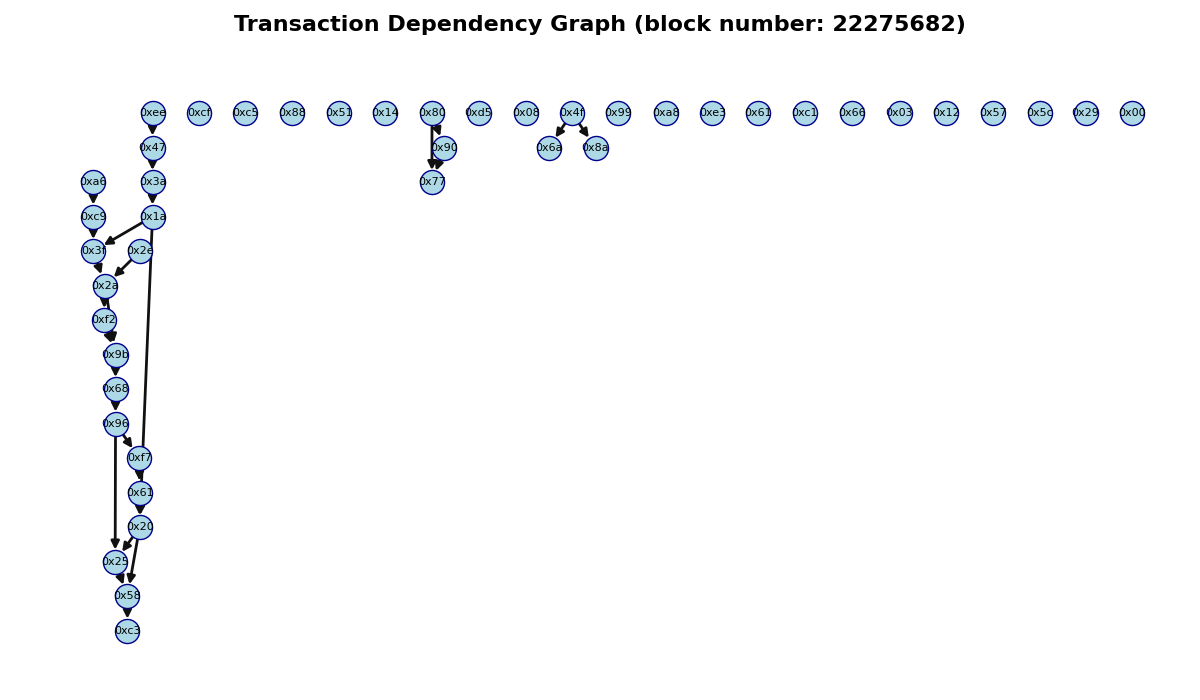 Transaction Dependency Graph (block number: 22275682)
0xee 0xcf 0xc5 0x88 0x51 0x14 0x80 0xd5 0x08 0x4f 0x99 0xa8 0xe3 0x61 0xc1 0x66 0x03 0x12 0x57 0x5c 0x29 0x00
0x47 0x90 0x6a 0x8a
0xa6 0x3a 0x77
0xc9 0x1a
0x3f 0x2e
0x2a
0xf2
0x9b
0x68
0x96
0xf7
0x61
0x20
0x25
0x58
0xc3